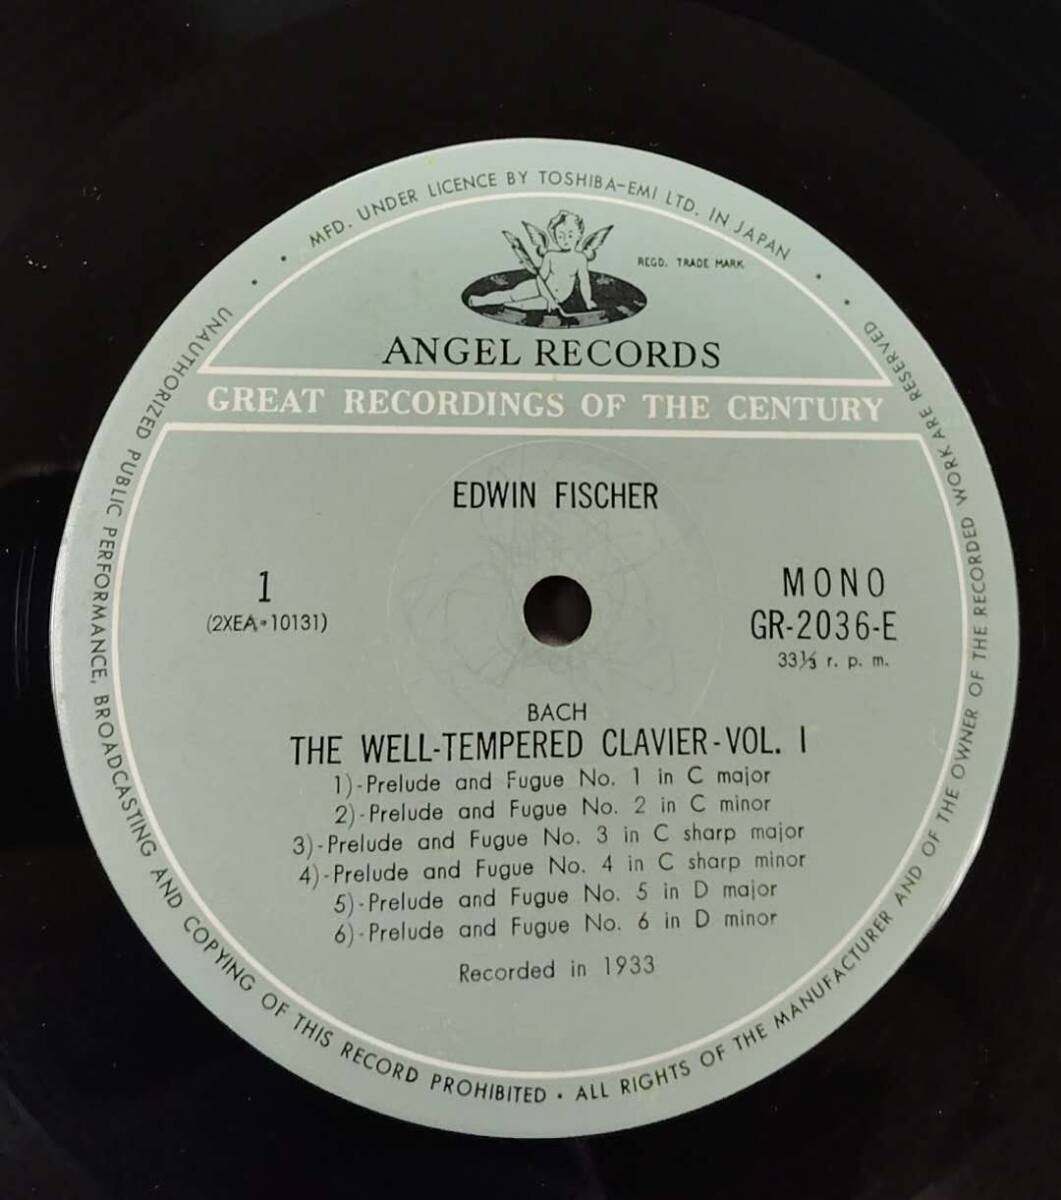 MFD. UNDER LICENCE BY TOSHIBA-EMI LTD. IN JAPAN
REGD. TRADE MARK
ANGEL RECORDS
GREAT RECORDINGS OF THE CENTURY
EDWIN FISCHER
1
(2XEA•10131)
MONO
GR-2036-E
33⅓ r. p. m.
BACH
THE WELL-TEMPERED CLAVIER-VOL. I
1)-Prelude and Fugue No. 1 in C major
2)-Prelude and Fugue No. 2 in C minor
3)-Prelude and Fugue No. 3 in C sharp major
4)-Prelude and Fugue No. 4 in C sharp minor
5)-Prelude and Fugue No. 5 in D major
6)-Prelude and Fugue No. 6 in D minor
Recorded in 1933
UNAUTHORIZED PUBLIC PERFORMANCE, BROADCASTING AND COPYING OF THIS RECORD PROHIBITED • ALL RIGHTS OF THE MANUFACTURER AND OF THE OWNER OF THE RECORDED WORK ARE RESERVED